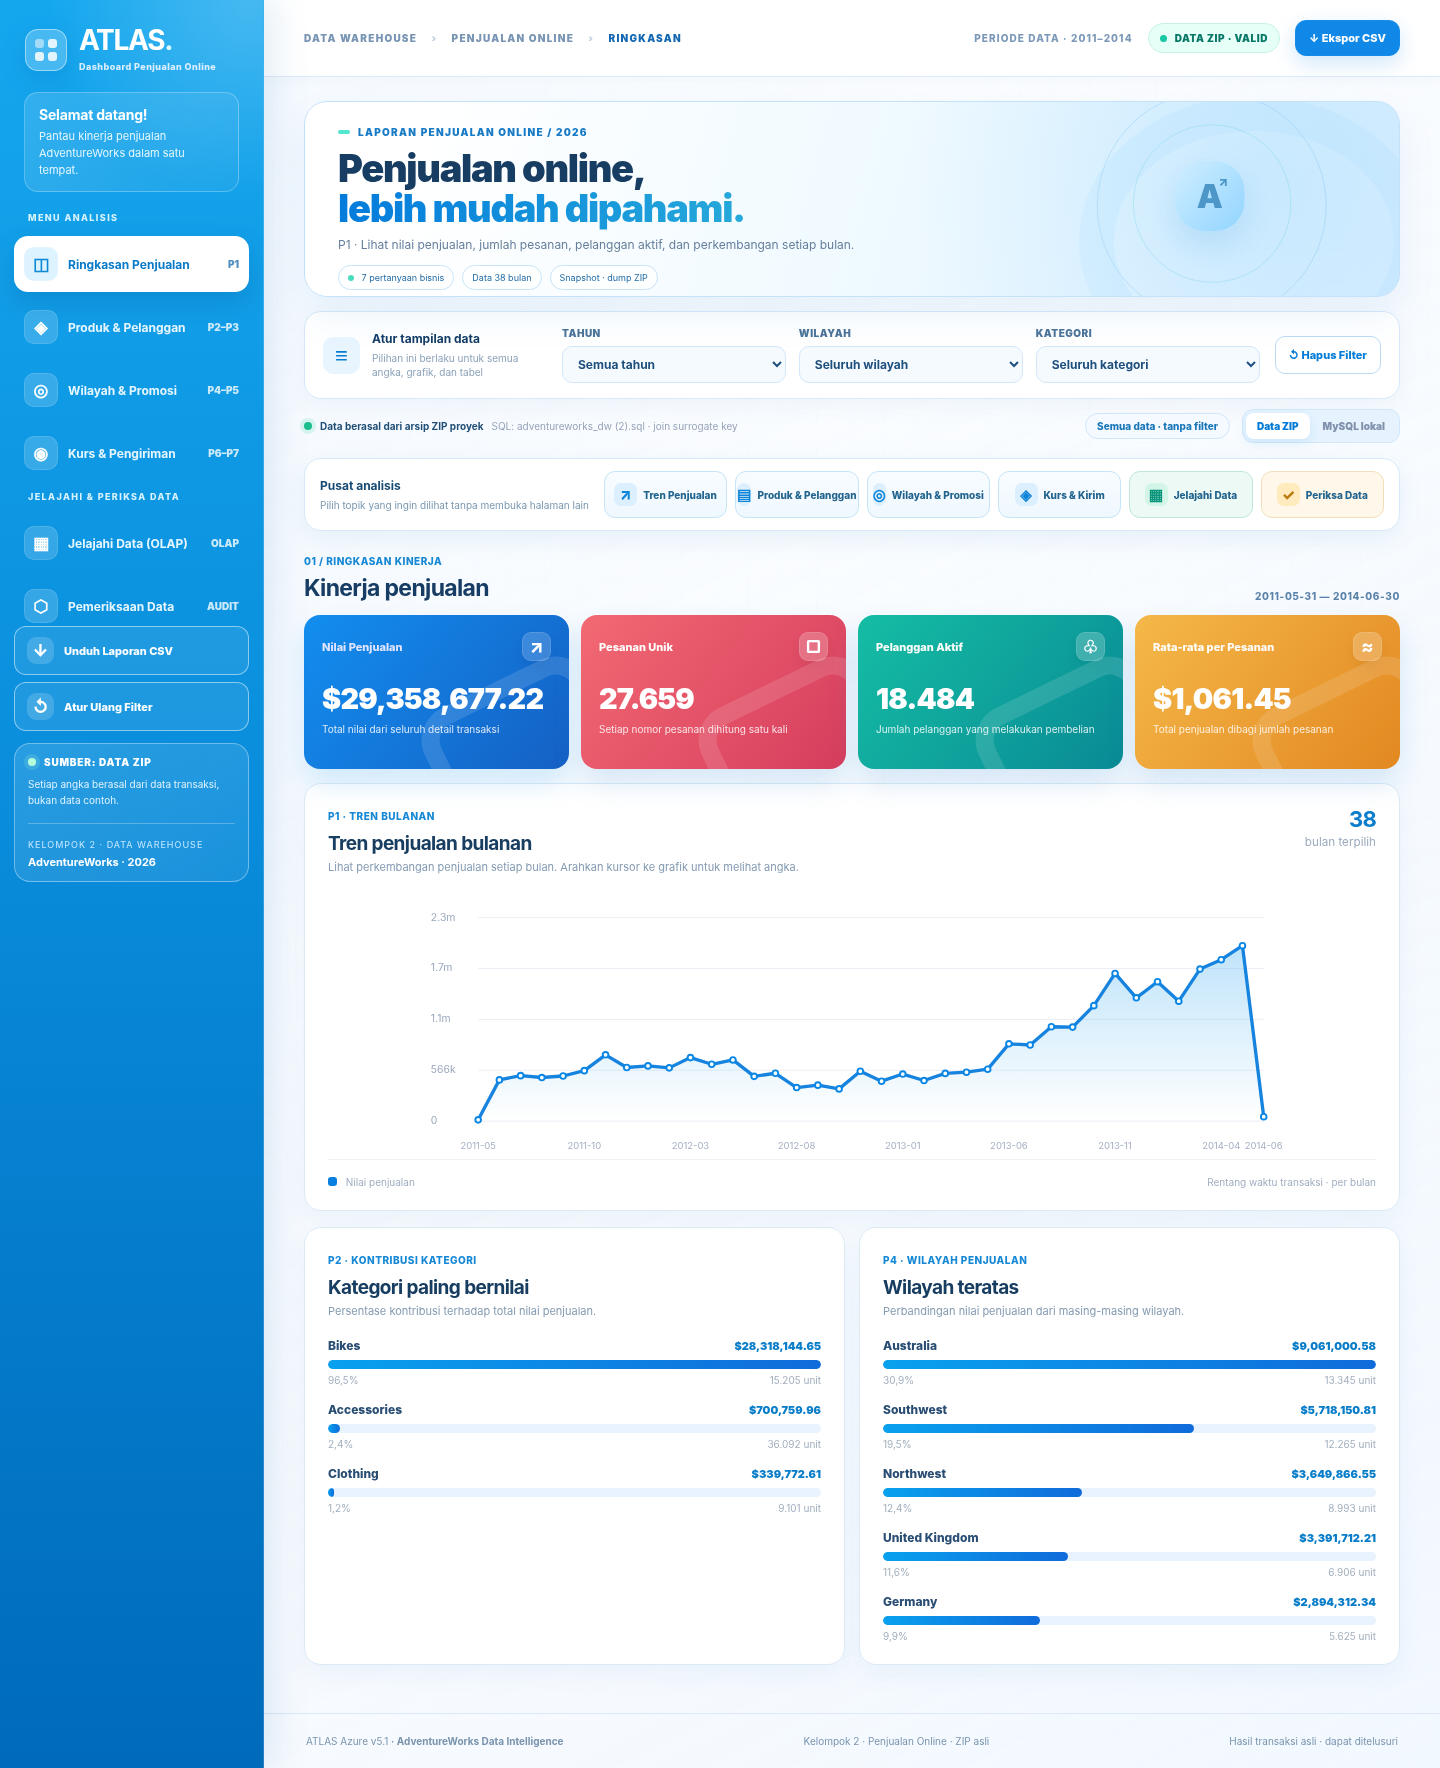 ATLAS.
Dashboard Penjualan Online
Selamat datang!
Pantau kinerja penjualan
AdventureWorks dalam satu
tempat.
MENU ANALISIS
Ringkasan Penjualan P1
Produk & Pelanggan P2–P3
Wilayah & Promosi P4–P5
Kurs & Pengiriman P6–P7
JELAJAHI & PERIKSA DATA
Jelajahi Data (OLAP) OLAP
Pemeriksaan Data AUDIT
Unduh Laporan CSV
Atur Ulang Filter
SUMBER: DATA ZIP
Setiap angka berasal dari data transaksi,
bukan data contoh.
KELOMPOK 2 · DATA WAREHOUSE
AdventureWorks · 2026
DATA WAREHOUSE › PENJUALAN ONLINE › RINGKASAN
PERIODE DATA · 2011–2014
DATA ZIP · VALID
↓ Ekspor CSV
LAPORAN PENJUALAN ONLINE / 2026
Penjualan online,
lebih mudah dipahami.
P1 · Lihat nilai penjualan, jumlah pesanan, pelanggan aktif, dan perkembangan setiap bulan.
7 pertanyaan bisnis
Data 38 bulan
Snapshot · dump ZIP
A
Atur tampilan data
Pilihan ini berlaku untuk semua
angka, grafik, dan tabel
TAHUN
Semua tahun
WILAYAH
Seluruh wilayah
KATEGORI
Seluruh kategori
Hapus Filter
Data berasal dari arsip ZIP proyek SQL: adventureworks_dw (2).sql · join surrogate key
Semua data · tanpa filter
Data ZIP
MySQL lokal
Pusat analisis
Pilih topik yang ingin dilihat tanpa membuka halaman lain
Tren Penjualan
Produk & Pelanggan
Wilayah & Promosi
Kurs & Kirim
Jelajahi Data
Periksa Data
01 / RINGKASAN KINERJA
Kinerja penjualan
2011-05-31 — 2014-06-30
Nilai Penjualan
$29,358,677.22
Total nilai dari seluruh detail transaksi
Pesanan Unik
27.659
Setiap nomor pesanan dihitung satu kali
Pelanggan Aktif
18.484
Jumlah pelanggan yang melakukan pembelian
Rata-rata per Pesanan
$1,061.45
Total penjualan dibagi jumlah pesanan
P1 · TREN BULANAN
Tren penjualan bulanan
Lihat perkembangan penjualan setiap bulan. Arahkan kursor ke grafik untuk melihat angka.
38
bulan terpilih
2.3m
1.7m
1.1m
566k
0
2011-05 2011-10 2012-03 2012-08 2013-01 2013-06 2013-11 2014-04 2014-06
Nilai penjualan
Rentang waktu transaksi · per bulan
P2 · KONTRIBUSI KATEGORI
Kategori paling bernilai
Persentase kontribusi terhadap total nilai penjualan.
Bikes $28,318,144.65
96,5% 15.205 unit
Accessories $700,759.96
2,4% 36.092 unit
Clothing $339,772.61
1,2% 9.101 unit
P4 · WILAYAH PENJUALAN
Wilayah teratas
Perbandingan nilai penjualan dari masing-masing wilayah.
Australia $9,061,000.58
30,9% 13.345 unit
Southwest $5,718,150.81
19,5% 12.265 unit
Northwest $3,649,866.55
12,4% 8.993 unit
United Kingdom $3,391,712.21
11,6% 6.906 unit
Germany $2,894,312.34
9,9% 5.625 unit
ATLAS Azure v5.1 · AdventureWorks Data Intelligence
Kelompok 2 · Penjualan Online · ZIP asli
Hasil transaksi asli · dapat ditelusuri